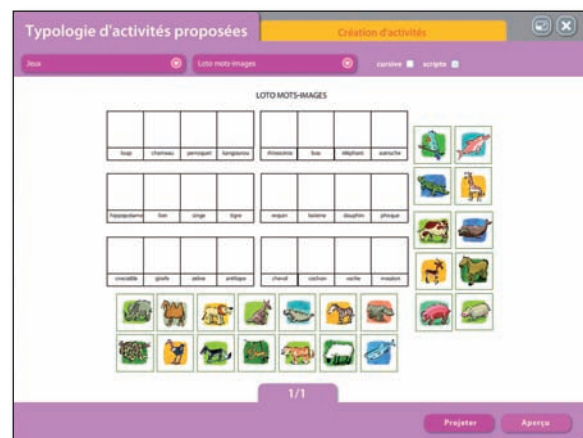 Typologie d'activités proposées
Création d'activités
Jeux
Loto mots-images
cursive
scripte
LOTO MOTS-IMAGES
loup chameau perroquet kangourou
rhinocéros boa éléphant autruche
hippopotame lion singe tigre
requin baleine dauphin phoque
crocodile girafe zèbre antilope
cheval cochon vache mouton
1/1
Projeter
Aperçu